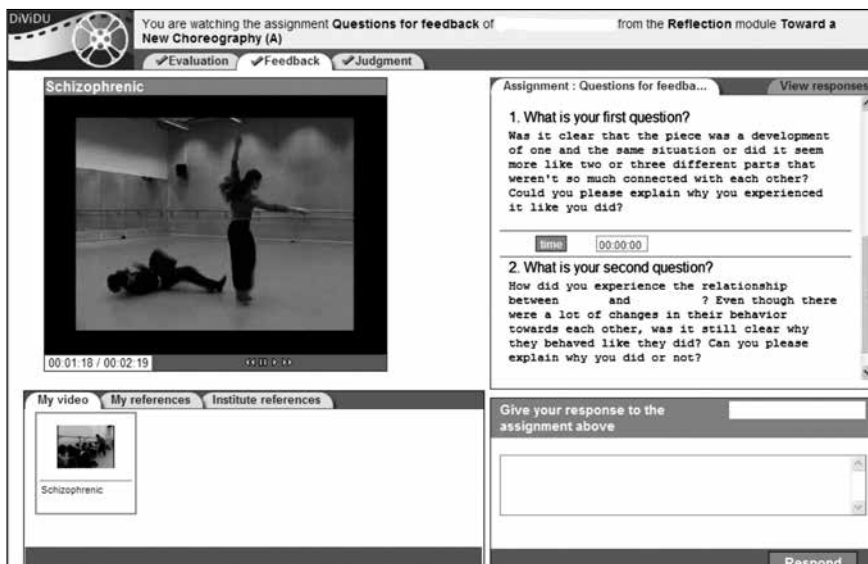 DiViDU
You are watching the assignment Questions for feedback of from the Reflection module Toward a
New Choreography (A)
Evaluation Feedback Judgment
Schizophrenic
00:01:18 / 00:02:19
My video My references Institute references
Schizophrenic
Assignment : Questions for feedba... View responses
1. What is your first question?
Was it clear that the piece was a development
of one and the same situation or did it seem
more like two or three different parts that
weren't so much connected with each other?
Could you please explain why you experienced
it like you did?
time 00:00:00
2. What is your second question?
How did you experience the relationship
between and ? Even though there
were a lot of changes in their behavior
towards each other, was it still clear why
they behaved like they did? Can you please
explain why you did or not?
Give your response to the
assignment above
Respond